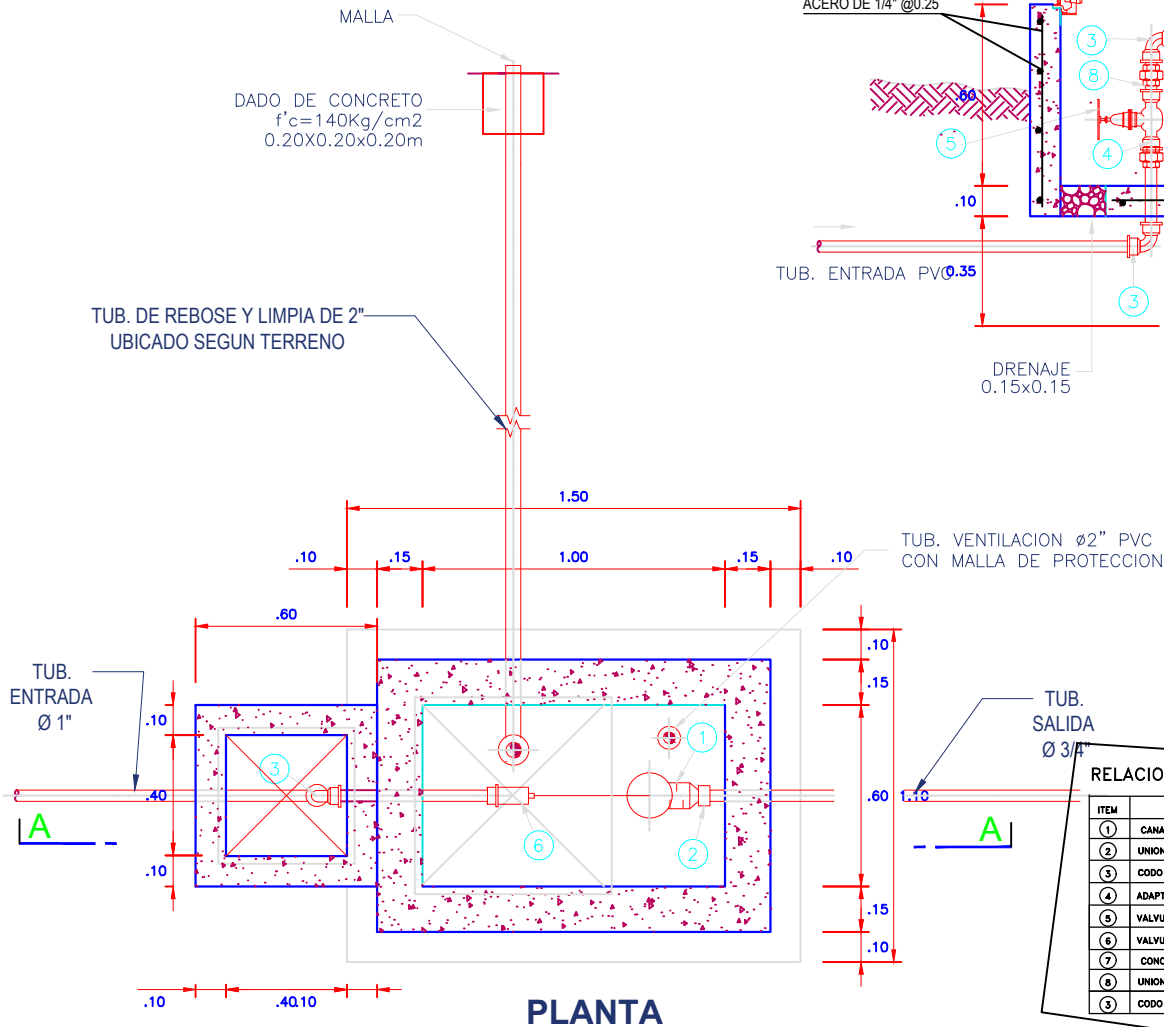 MALLA
DADO DE CONCRETO
f'c=140Kg/cm2
0.20X0.20x0.20m
TUB. DE REBOSE Y LIMPIA DE 2"
UBICADO SEGUN TERRENO
ACERO DE 1/4" @0.25
3
8
.60
5
4
.10
TUB. ENTRADA PVC
0.35
3
DRENAJE
0.15x0.15
1.50
.10
.15
1.00
.15
.10
TUB. VENTILACION ø2" PVC
CON MALLA DE PROTECCION
.60
TUB.
ENTRADA
Ø 1"
.10
.40
.10
A
3
6
1
2
.10
.15
.60
1.10
.15
.10
TUB.
SALIDA
Ø 3/4"
A
.10
.40
.10
PLANTA
RELACIO
ITEM
1 CANA
2 UNION
3 CODO
4 ADAPT
5 VALVU
6 VALVU
7 CONO
8 UNION
3 CODO